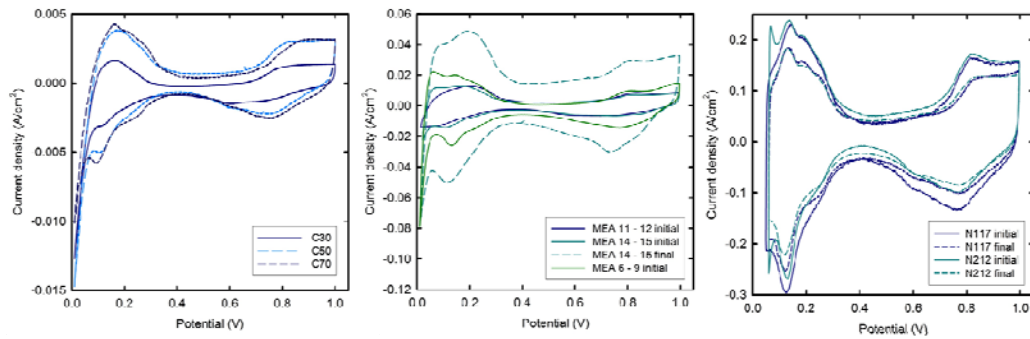 0.005
0.000
0.005
-0.010
-0.015
Current density (A/cm²)
C30
C50
C70
0.0 0.2 0.4 0.6 0.8 1.0
Potential (V)
0.06
0.04
0.02
0.00
-0.02
-0.04
-0.06
-0.08
-0.10
-0.12
Current density (A/cm²)
MEA 11 - 12 initial
MEA 14 - 15 initial
MEA 14 - 15 final
MEA 6 - 9 initial
0.0 0.2 0.4 0.6 0.8 1.0
Potential (V)
0.2
0.1
0.0
-0.1
-0.2
-0.3
Current density (A/cm²)
N117 initial
N117 final
N212 initial
N212 final
0.0 0.2 0.4 0.6 0.8 1.0
Potential (V)